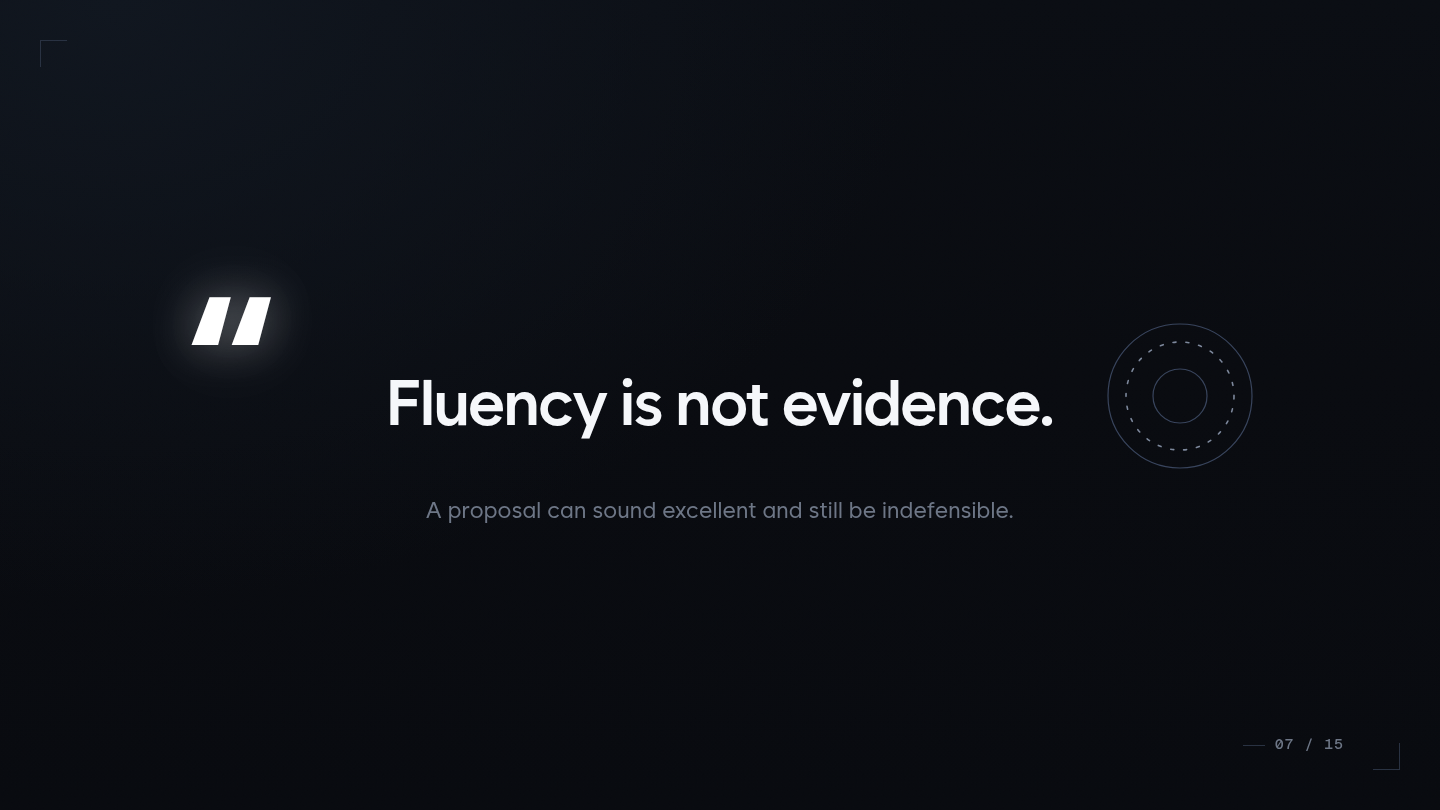 “
Fluency is not evidence.
A proposal can sound excellent and still be indefensible.
07 / 15